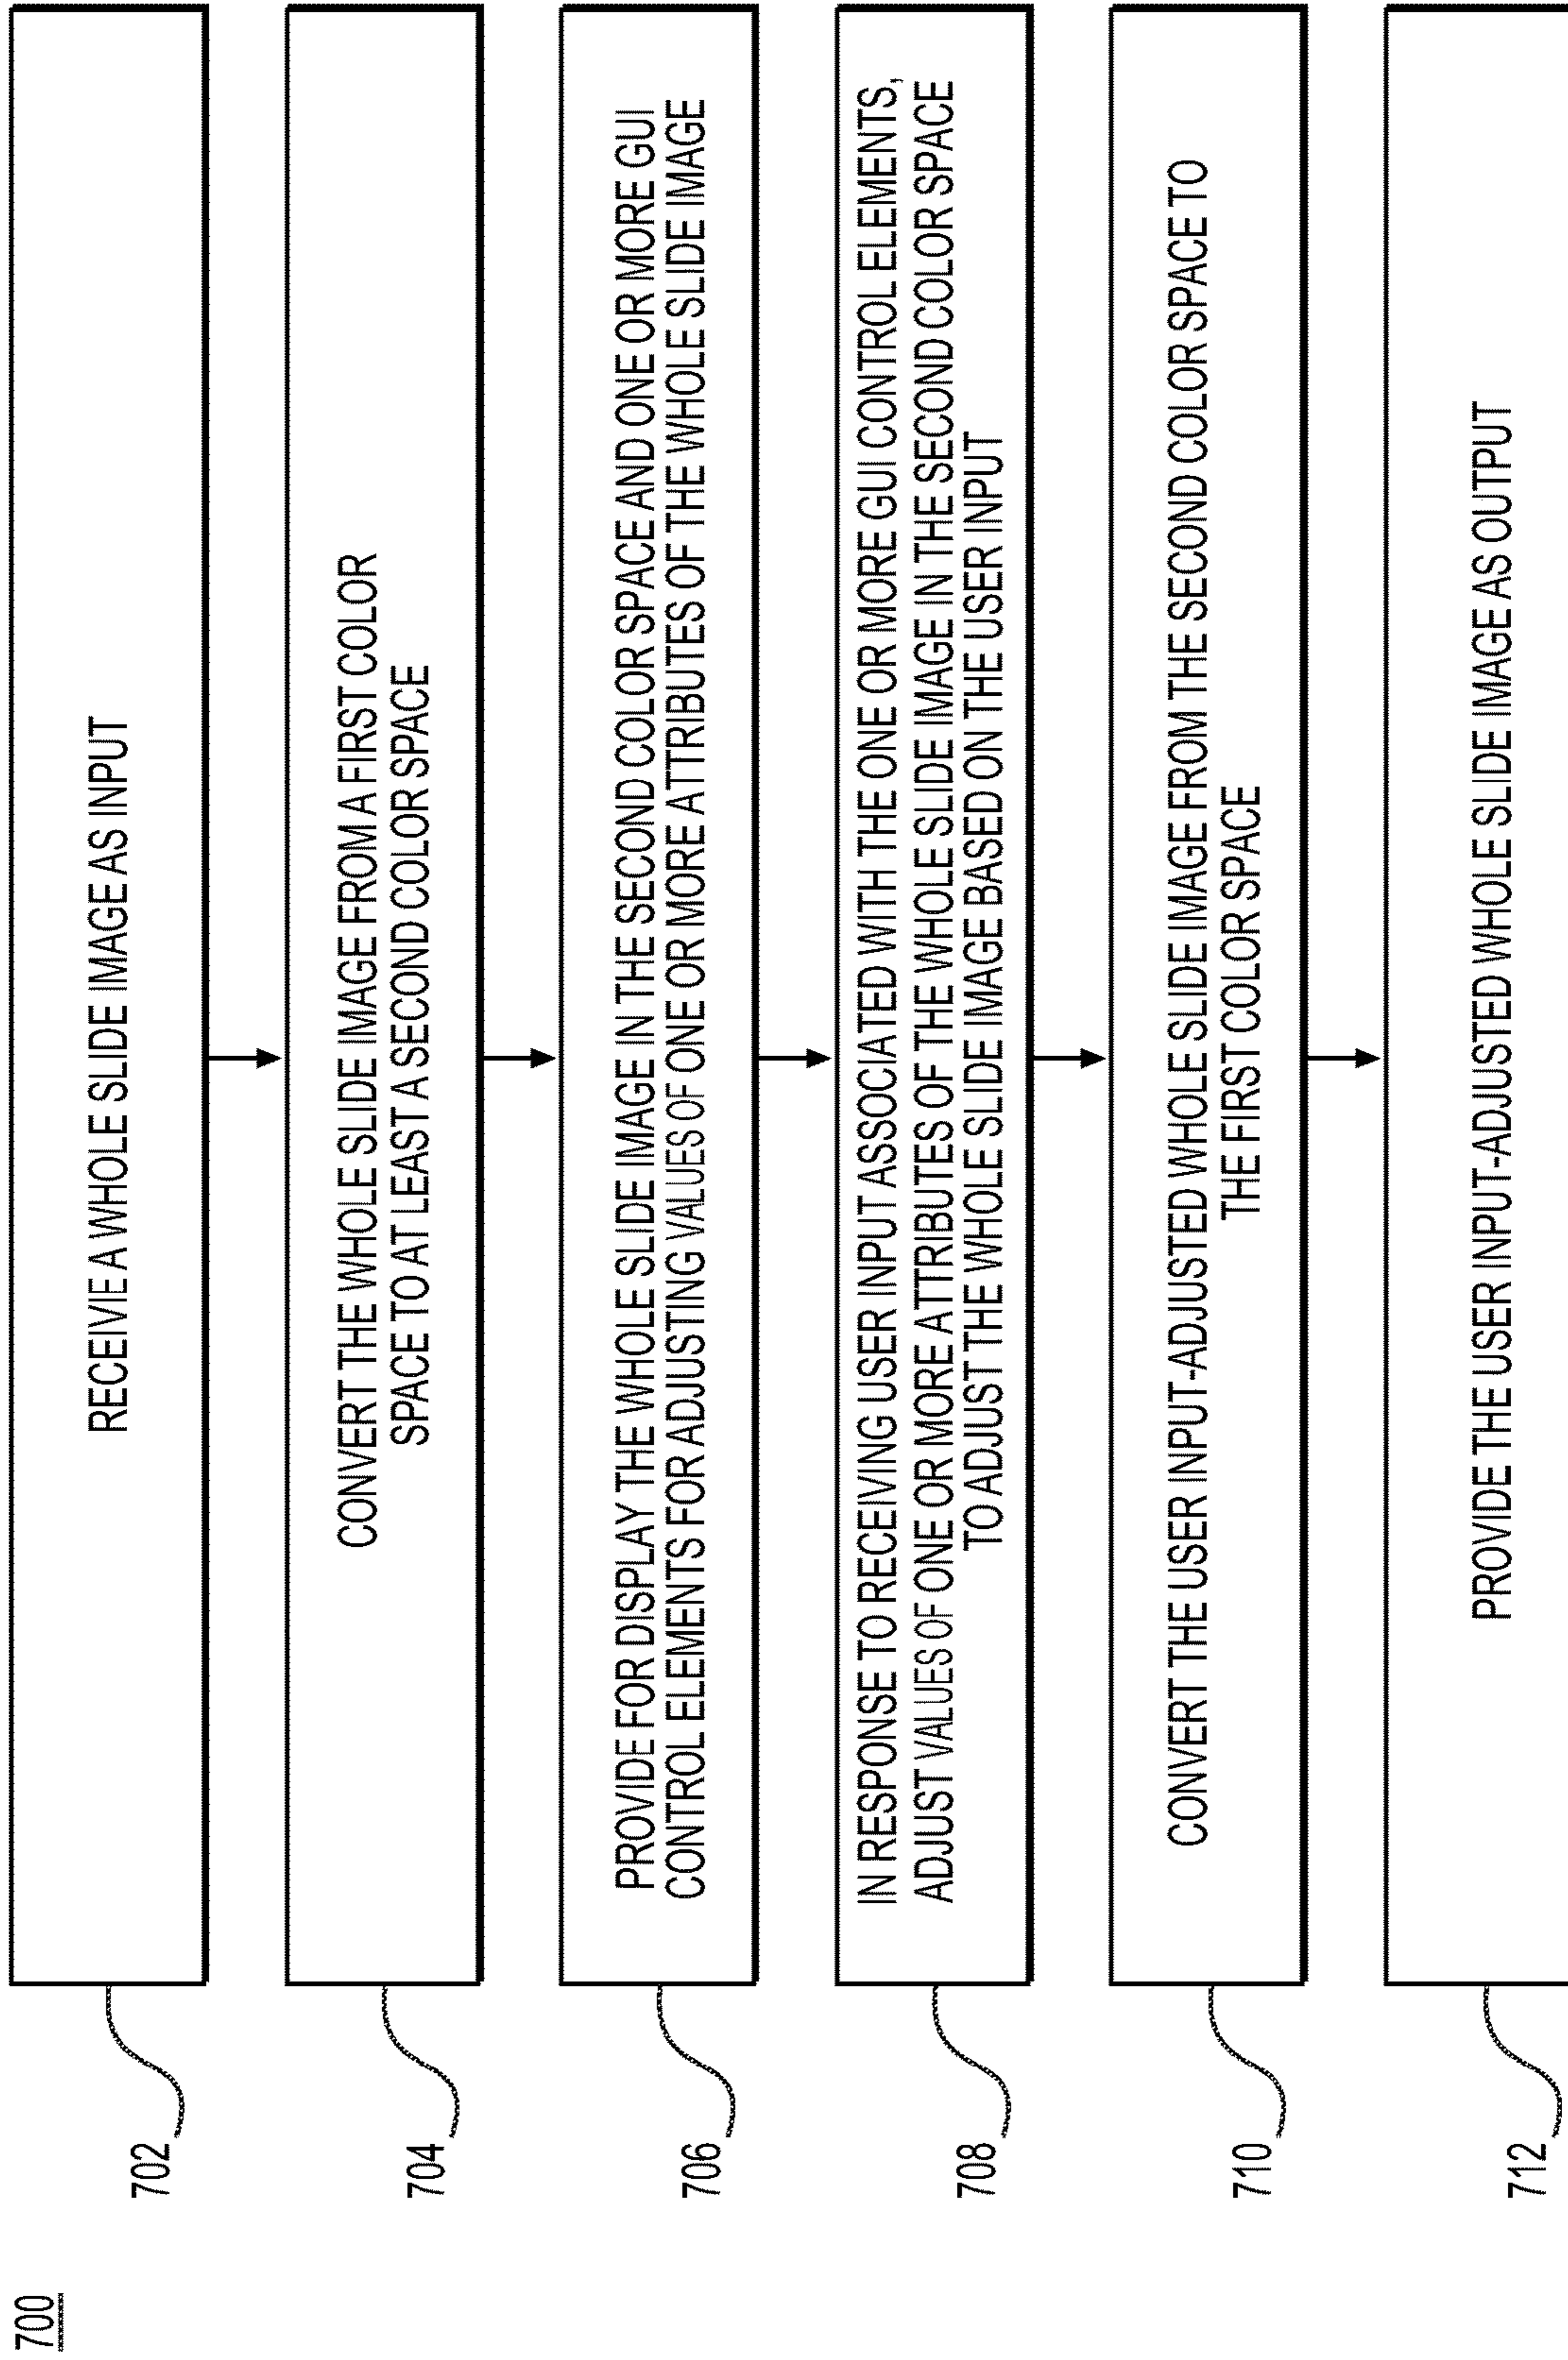 700
702
RECEIVIE A WHOLE SLIDE IMAGE AS INPUT
704
CONVERT THE WHOLE SLIDE IMAGE FROM A FIRST COLOR
SPACE TO AT LEAST A SECOND COLOR SPACE
706
PROVIDE FOR DISPLAY THE WHOLE SLIDE IMAGE IN THE SECOND COLOR SPACE AND ONE OR MORE GUI
CONTROL ELEMENTS FOR ADJUSTING VALUES OF ONE OR MORE ATTRIBUTES OF THE WHOLE SLIDE IMAGE
708
IN RESPONSE TO RECEIVING USER INPUT ASSOCIATED WITH THE ONE OR MORE GUI CONTROL ELEMENTS,
ADJUST VALUES OF ONE OR MORE ATTRIBUTES OF THE WHOLE SLIDE IMAGE IN THE SECOND COLOR SPACE
TO ADJUST THE WHOLE SLIDE IMAGE BASED ON THE USER INPUT
710
CONVERT THE USER INPUT-ADJUSTED WHOLE SLIDE IMAGE FROM THE SECOND COLOR SPACE TO
THE FIRST COLOR SPACE
712
PROVIDE THE USER INPUT-ADJUSTED WHOLE SLIDE IMAGE AS OUTPUT